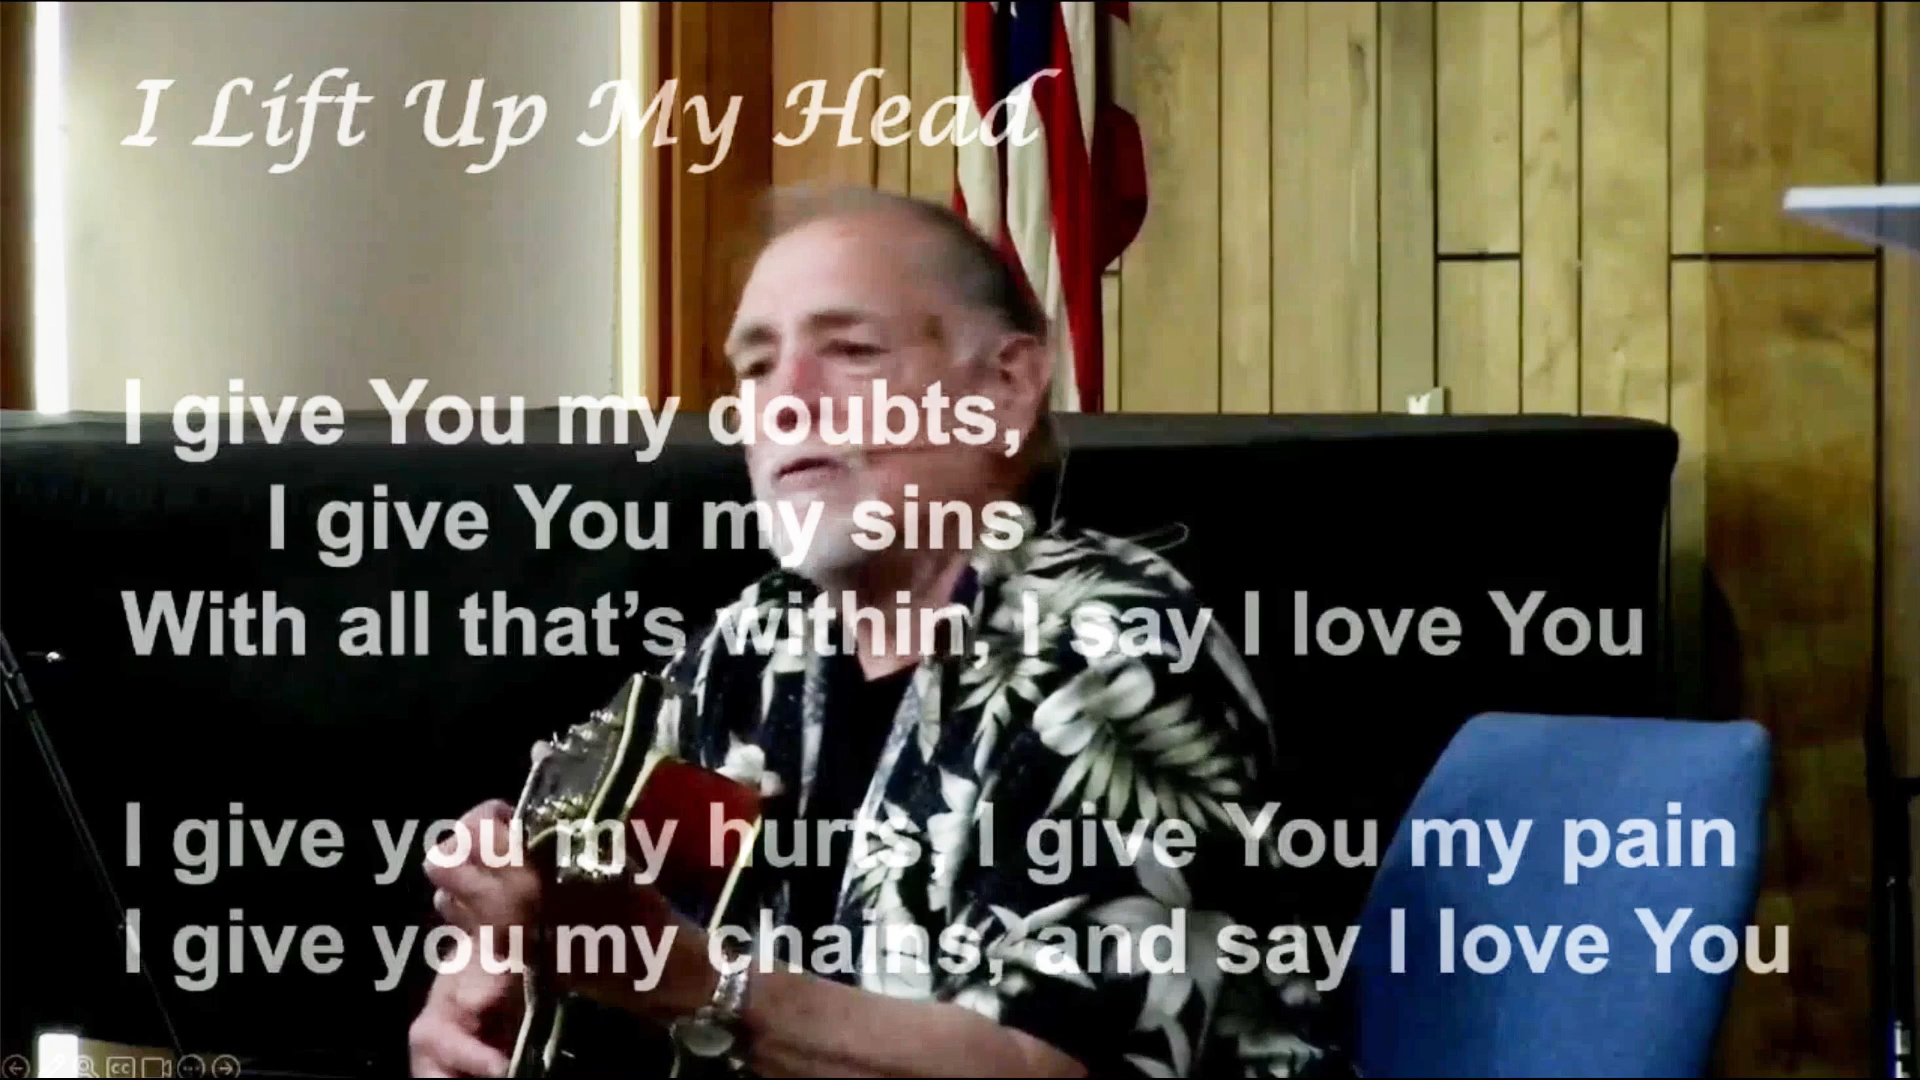 I Lift Up My Head
I give You my doubts,
I give You my sins
With all that’s within, I say I love You
I give you my hurts, I give You my pain
I give you my chains, and say I love You
CC